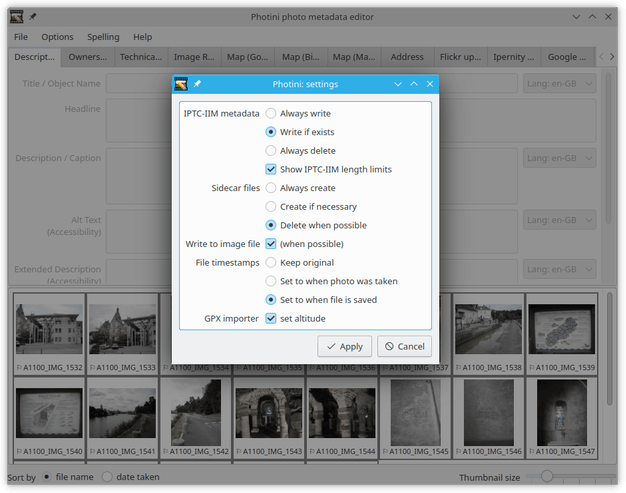 Photini photo metadata editor
File Options Spelling Help
Descript... Owners... Technica... Image R... Map (Go... Map (Bi... Map (Ma... Address Flickr up... Ipernity ... Google ...
Photini: settings
Title / Object Name
Lang: en-GB
Headline
Description / Caption
Lang: en-GB
Alt Text
(Accessibility)
Lang: en-GB
Extended Description
(Accessibility)
Lang: en-GB
IPTC-IIM metadata Always write
Write if exists
Always delete
Show IPTC-IIM length limits
Sidecar files Always create
Create if necessary
Delete when possible
Write to image file (when possible)
File timestamps Keep original
Set to when photo was taken
Set to when file is saved
GPX importer set altitude
Apply Cancel
A1100_IMG_1532 A1100_IMG_1533 A1100_IMG_1534 A1100_IMG_1535 A1100_IMG_1536 A1100_IMG_1537 A1100_IMG_1538 A1100_IMG_1539
A1100_IMG_1540 A1100_IMG_1541 A1100_IMG_1542 A1100_IMG_1543 A1100_IMG_1544 A1100_IMG_1545 A1100_IMG_1546 A1100_IMG_1547
Sort by file name date taken Thumbnail size